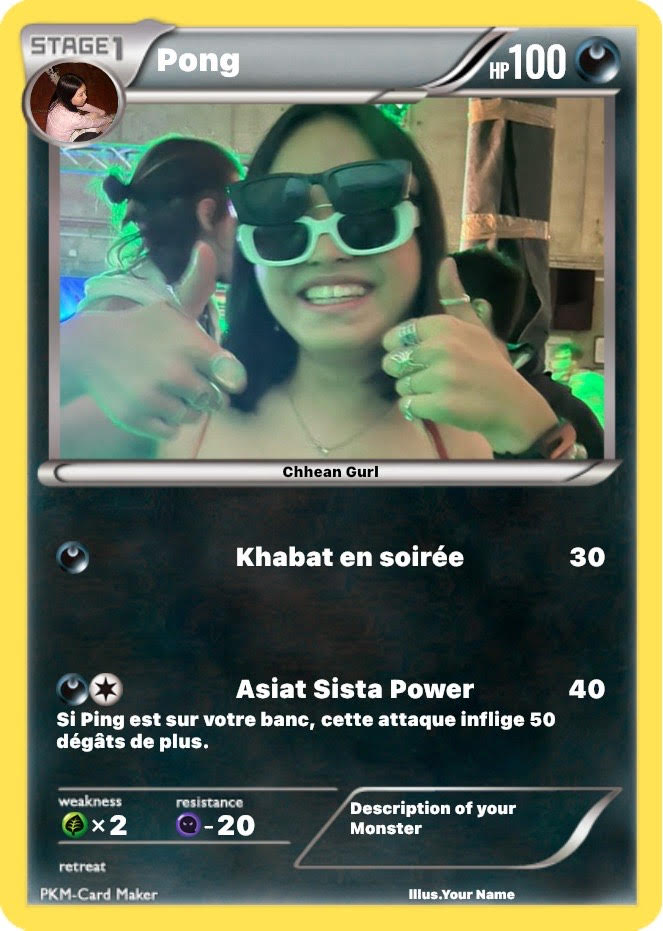 STAGE1
Pong
HP100
Chhean Gurl
Khabat en soirée 30
Asiat Sista Power 40
Si Ping est sur votre banc, cette attaque inflige 50
dégâts de plus.
weakness
×2
resistance
-20
Description of your
Monster
retreat
PKM-Card Maker
Illus.Your Name